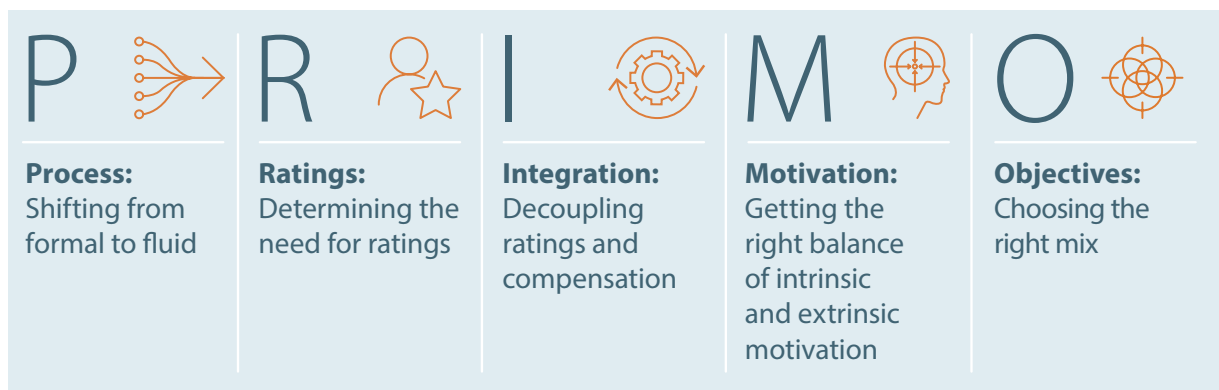 P
R
I
M
O
Process:
Shifting from
formal to fluid
Ratings:
Determining the
need for ratings
Integration:
Decoupling
ratings and
compensation
Motivation:
Getting the
right balance
of intrinsic
and extrinsic
motivation
Objectives:
Choosing the
right mix